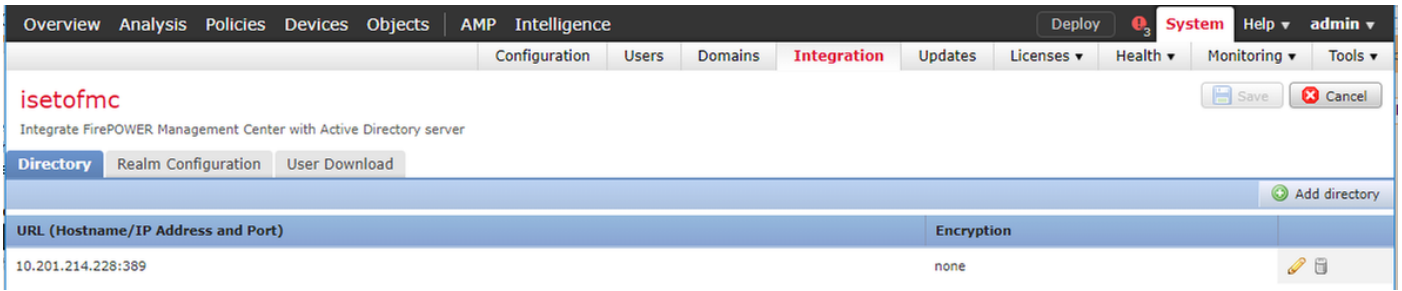 Overview Analysis Policies Devices Objects AMP Intelligence Deploy 3 System Help ▾ admin ▾
Configuration Users Domains Integration Updates Licenses ▾ Health ▾ Monitoring ▾ Tools ▾
isetofmc Save Cancel
Integrate FirePOWER Management Center with Active Directory server
Directory Realm Configuration User Download
Add directory
URL (Hostname/IP Address and Port) Encryption
10.201.214.228:389 none